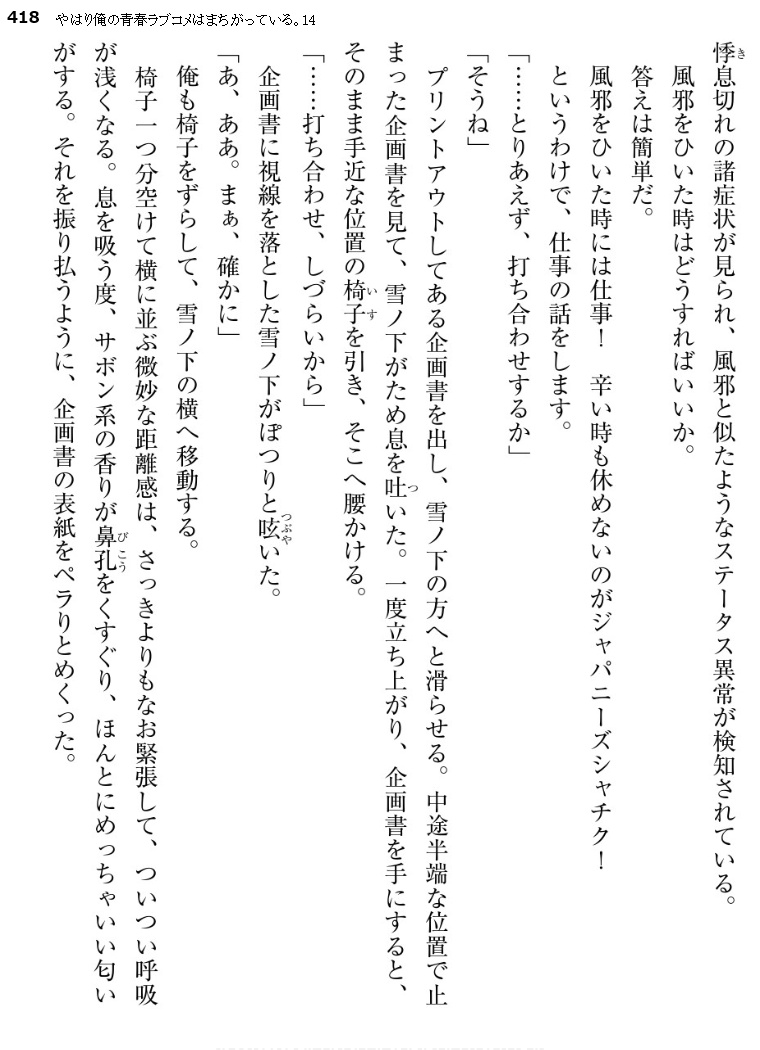 418 やはり俺の青春ラブコメはまちがっている。14
悸息切れの諸症状が見られ、風邪と似たようなステータス異常が検知されている。
風邪をひいた時はどうすればいいか。
答えは簡単だ。
風邪をひいた時には仕事！　辛い時も休めないのがジャパニーズシャチク！
というわけで、仕事の話をします。
「……とりあえず、打ち合わせするか」
「そうね」
プリントアウトしてある企画書を出し、雪ノ下の方へと滑らせる。中途半端な位置で止
まった企画書を見て、雪ノ下がため息を吐いた。一度立ち上がり、企画書を手にすると、
そのまま手近な位置の椅子を引き、そこへ腰かける。
「……打ち合わせ、しづらいから」
企画書に視線を落とした雪ノ下がぽつりと呟いた。
「あ、ああ。まぁ、確かに」
俺も椅子をずらして、雪ノ下の横へ移動する。
椅子一つ分空けて横に並ぶ微妙な距離感は、さっきよりもなお緊張して、ついつい呼吸
が浅くなる。息を吸う度、サボン系の香りが鼻孔をくすぐり、ほんとにめっちゃいい匂い
がする。それを振り払うように、企画書の表紙をペラりとめくった。